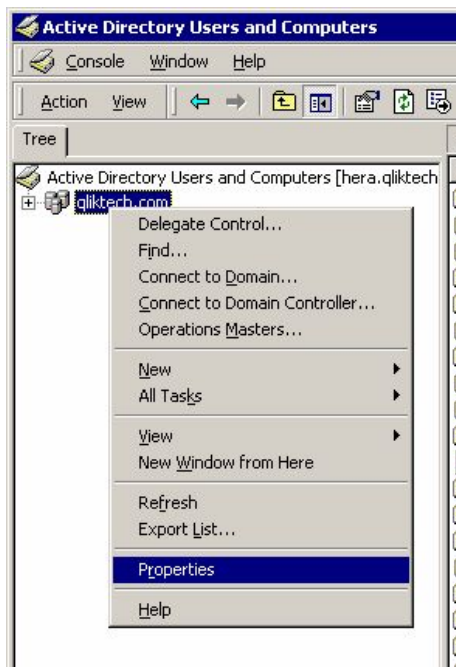 Active Directory Users and Computers
Console Window Help
Action View
Tree
Active Directory Users and Computers [hera.qliktech
qliktech.com
Delegate Control...
Find...
Connect to Domain...
Connect to Domain Controller...
Operations Masters...
New
All Tasks
View
New Window from Here
Refresh
Export List...
Properties
Help